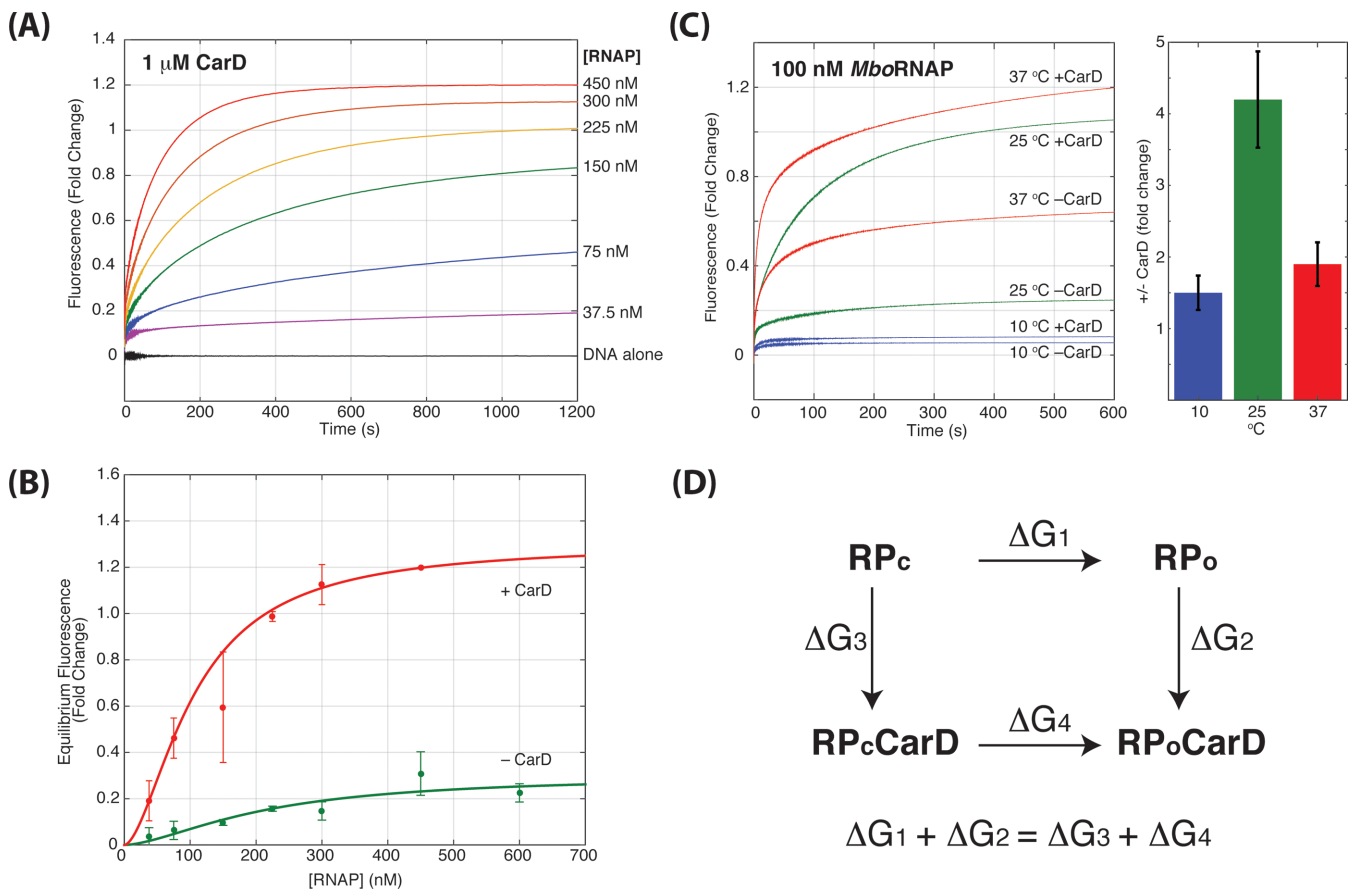 (A)
1 μM CarD
[RNAP]
450 nM
300 nM
225 nM
150 nM
75 nM
37.5 nM
DNA alone
Fluorescence (Fold Change)
1.4
1.2
1
0.8
0.6
0.4
0.2
0
0 200 400 600 800 1000 1200
Time (s)
(C)
100 nM MboRNAP
37 ºC +CarD
25 ºC +CarD
37 ºC –CarD
25 ºC –CarD
10 ºC +CarD
10 ºC –CarD
Fluorescence (Fold Change)
1.2
0.8
0.4
0
0 100 200 300 400 500 600
Time (s)
+/- CarD (fold change)
5
4
3
2
1
10 25 37
ºC
(B)
Equilibrium Fluorescence
(Fold Change)
1.6
1.4
1.2
1.0
0.8
0.6
0.4
0.2
0
+ CarD
– CarD
0 100 200 300 400 500 600 700
[RNAP] (nM)
(D)
RPc ΔG1 RPo
ΔG3 ΔG2
RPcCarD ΔG4 RPoCarD
ΔG1 + ΔG2 = ΔG3 + ΔG4